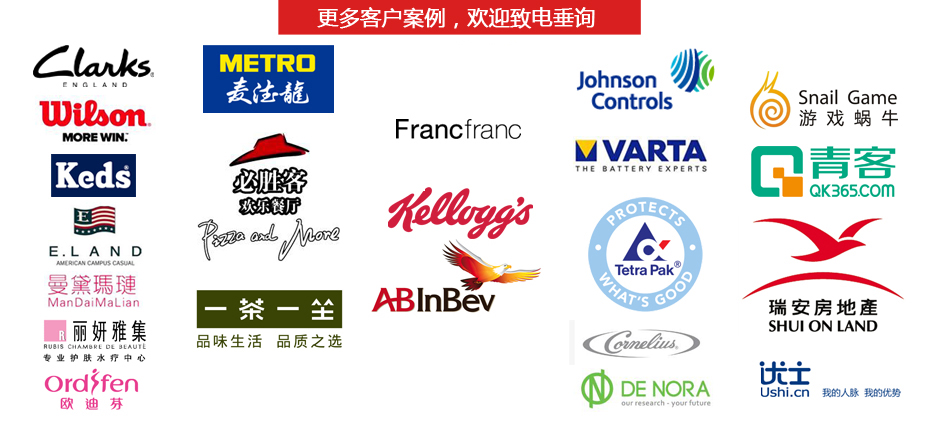 更多客户案例，欢迎致电垂询
Clarks
ENGLAND
Wilson
MORE WIN.
Keds
E
E.LAND
AMERICAN CAMPUS CASUAL
曼黛瑪璉
ManDaiMaLian
R
丽妍雅集
RUBIS CHAMBRE DE BEAUTÉ
专业护肤水疗中心
Ordifen
欧迪芬
METRO
麦德龍
必胜客
欢乐餐厅
Pizza and More
一茶一坐
品味生活 品质之选
Francfranc
Kellogg's
ABInBev
Johnson
Controls
VARTA
THE BATTERY EXPERTS
PROTECTS
Tetra Pak®
WHAT'S GOOD
Cornelius
DE NORA
our research - your future
Snail Game
游戏蜗牛
青客
QK365.COM
瑞安房地產
SHUI ON LAND
优士
Ushi.cn
我的人脉 我的优势